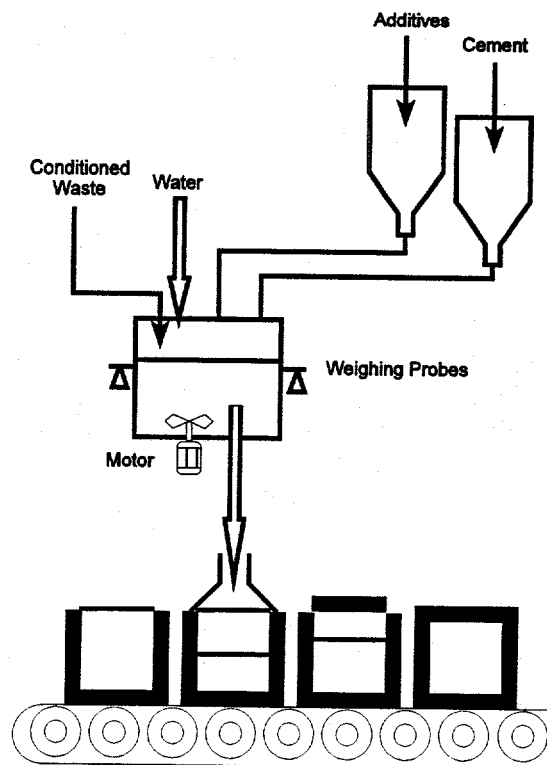 Additives
Cement
Conditioned
Waste
Water
Weighing Probes
Motor